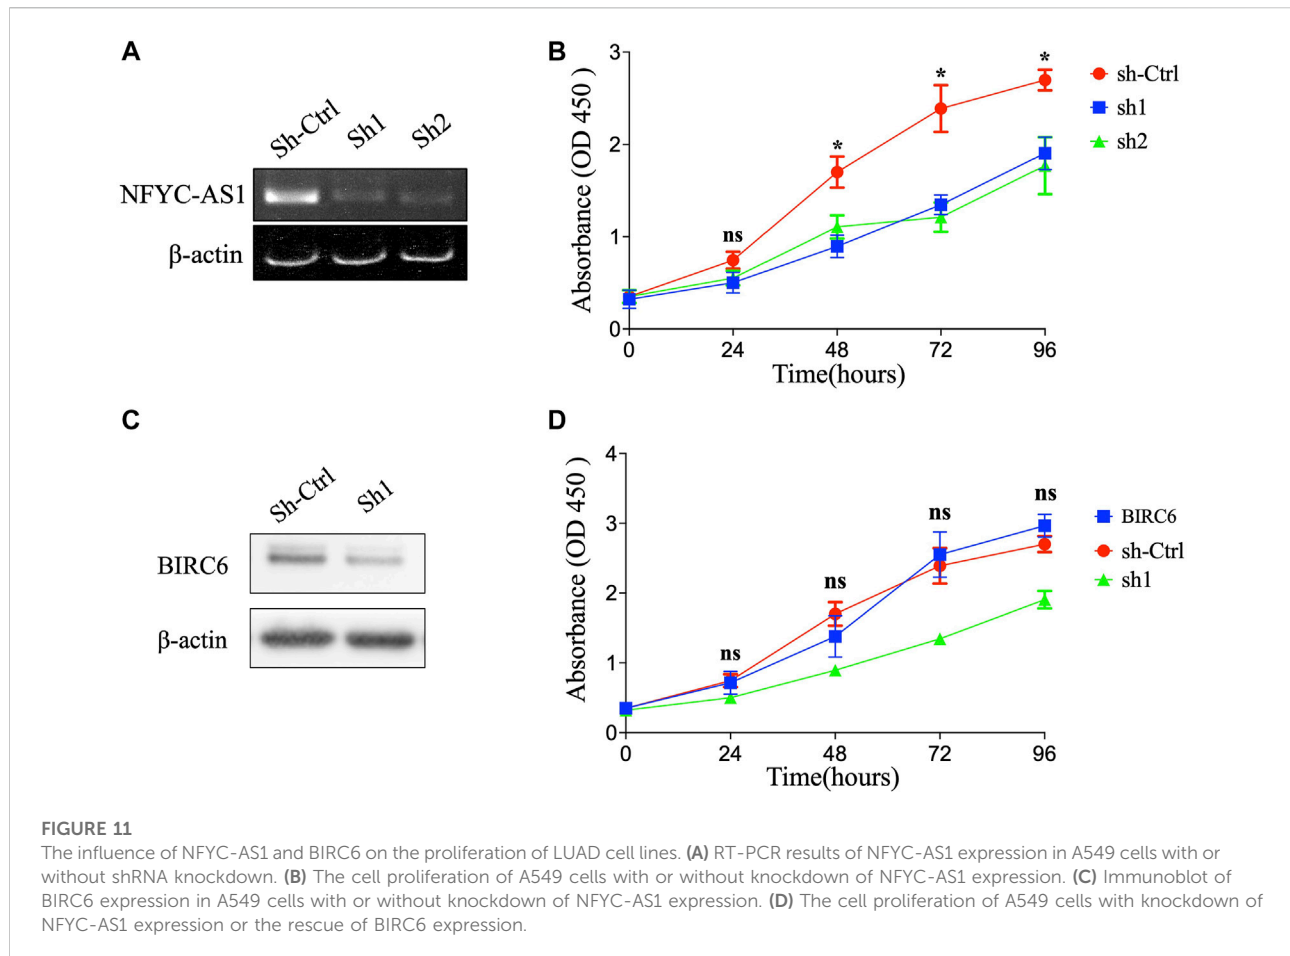 A
Sh-Ctrl
Sh1
Sh2
NFYC-AS1
β-actin
B
Absorbance (OD 450 )
3
2
1
0
ns
*
*
*
0
24
48
72
96
Time(hours)
sh-Ctrl
sh1
sh2
C
Sh-Ctrl
Sh1
BIRC6
β-actin
D
Absorbance (OD 450 )
4
3
2
1
0
ns
ns
ns
ns
0
24
48
72
96
Time(hours)
BIRC6
sh-Ctrl
sh1
FIGURE 11
The influence of NFYC-AS1 and BIRC6 on the proliferation of LUAD cell lines. (A) RT-PCR results of NFYC-AS1 expression in A549 cells with or
without shRNA knockdown. (B) The cell proliferation of A549 cells with or without knockdown of NFYC-AS1 expression. (C) Immunoblot of
BIRC6 expression in A549 cells with or without knockdown of NFYC-AS1 expression. (D) The cell proliferation of A549 cells with knockdown of
NFYC-AS1 expression or the rescue of BIRC6 expression.